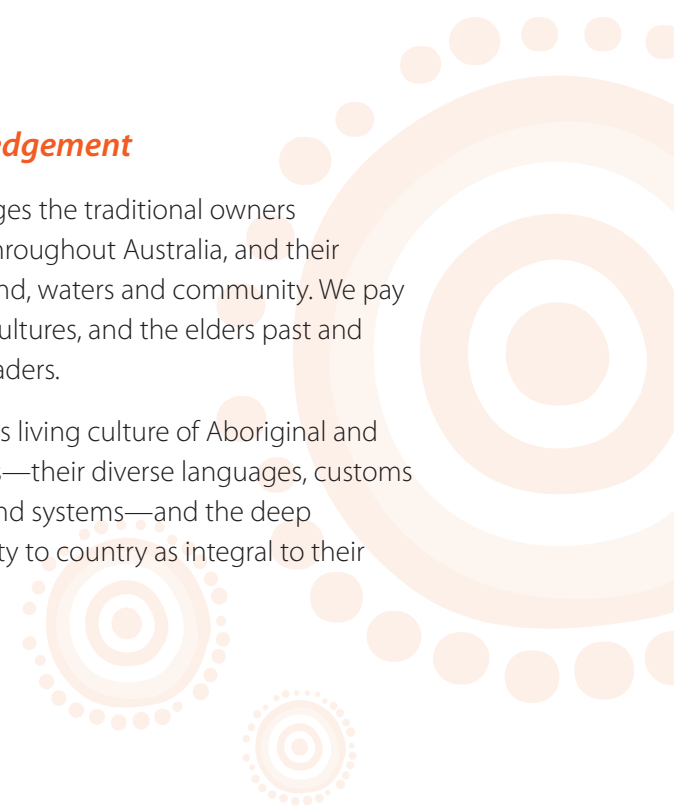 edgement
ges the traditional owners
hroughout Australia, and their
nd, waters and community. We pay
ultures, and the elders past and
aders.
s living culture of Aboriginal and
s—their diverse languages, customs
nd systems—and the deep
ty to country as integral to their